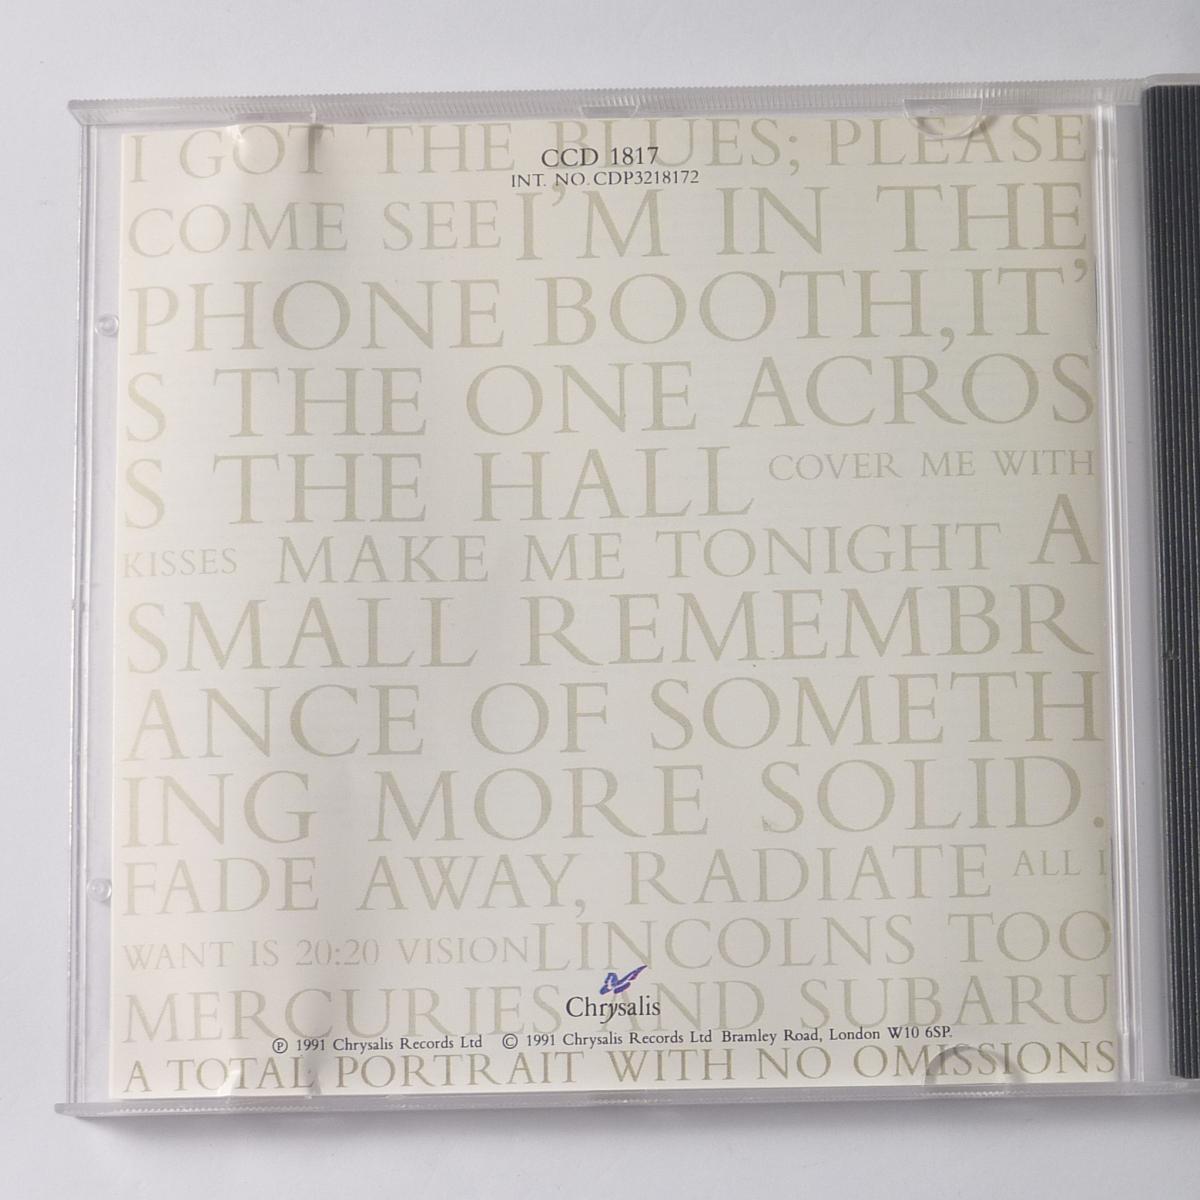 I GOT THE BLUES; PLEASE
CCD 1817
INT. NO. CDP3218172
COME SEE I'M IN THE
PHONE BOOTH, IT'
S THE ONE ACROS
S THE HALL COVER ME WITH
KISSES MAKE ME TONIGHT A
SMALL REMEMBR
ANCE OF SOMETH
ING MORE SOLID.
FADE AWAY, RADIATE ALL I
WANT IS 20:20 VISION LINCOLNS TOO
MERCURIES AND SUBARU
Chrysalis
℗ 1991 Chrysalis Records Ltd © 1991 Chrysalis Records Ltd Bramley Road, London W10 6SP.
A TOTAL PORTRAIT WITH NO OMISSIONS